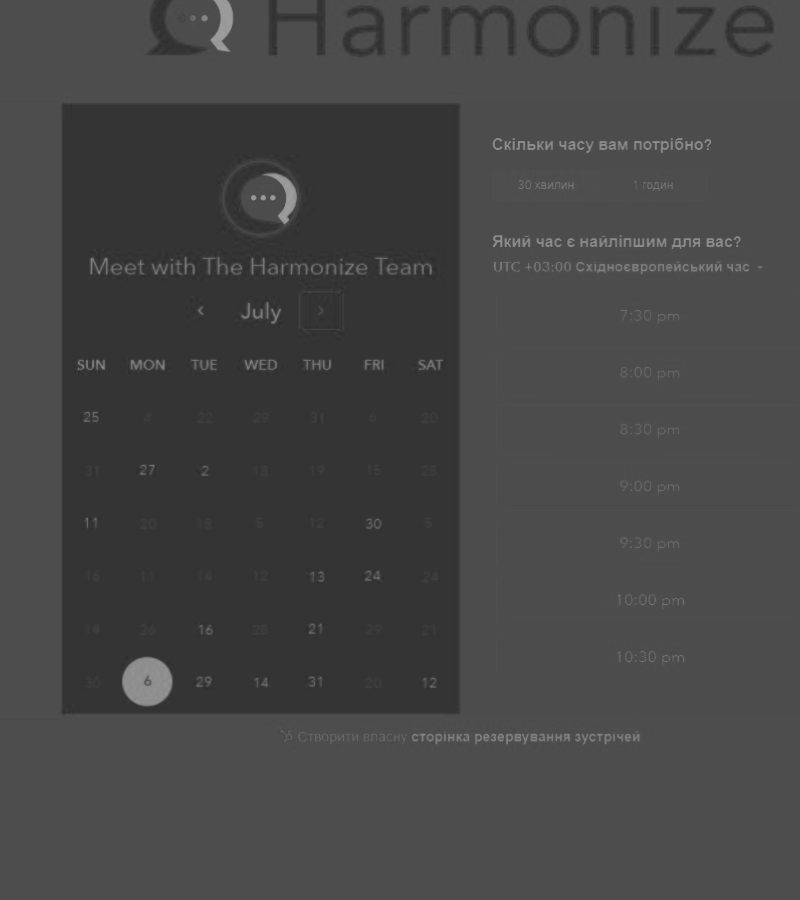 Harmonize
Meet with The Harmonize Team
July
SUN MON TUE WED THU FRI SAT
25 4 22 29 31 6 20
31 27 2 18 19 15 25
11 20 18 5 12 30 5
16 11 14 12 13 24 24
14 26 16 28 21 29 21
30 6 29 14 31 20 12
Скільки часу вам потрібно?
30 хвилин 1 годин
Який час є найліпшим для вас?
UTC +03:00 Східноєвропейський час
7:30 pm
8:00 pm
8:30 pm
9:00 pm
9:30 pm
10:00 pm
10:30 pm
Створити власну сторінка резервування зустрічей